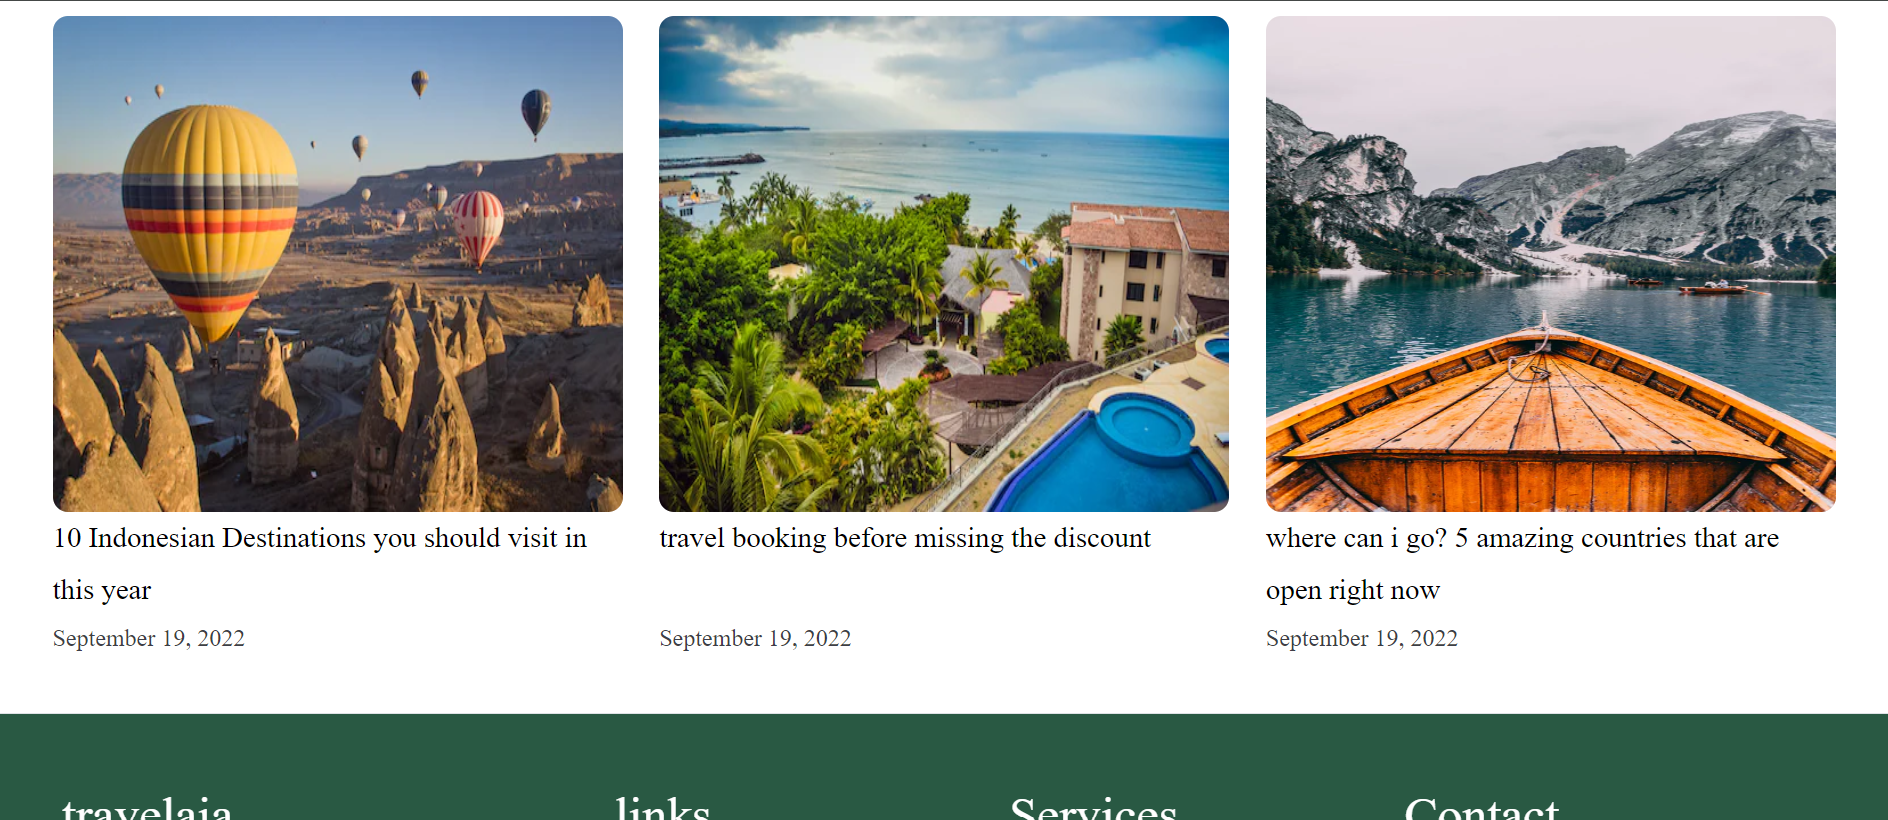 10 Indonesian Destinations you should visit in
this year
September 19, 2022
travel booking before missing the discount
September 19, 2022
where can i go? 5 amazing countries that are
open right now
September 19, 2022
travelaja
links
Services
Contact